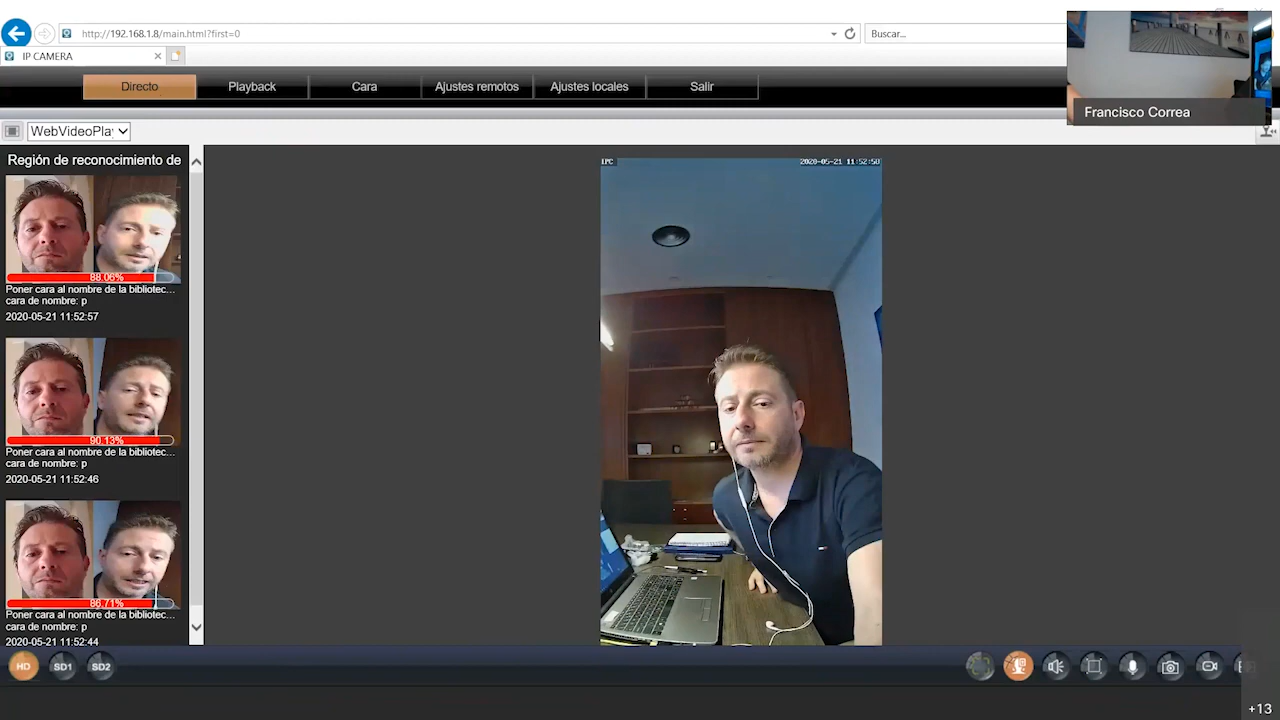 http://192.168.1.8/main.html?first=0
Buscar...
IP CAMERA
Directo
Playback
Cara
Ajustes remotos
Ajustes locales
Salir
Francisco Correa
WebVideoPla
Región de reconocimiento de
88.06%
Poner cara al nombre de la bibliotec...
cara de nombre: p
2020-05-21 11:52:57
90.13%
Poner cara al nombre de la bibliotec...
cara de nombre: p
2020-05-21 11:52:46
86.71%
Poner cara al nombre de la bibliotec...
cara de nombre: p
2020-05-21 11:52:44
IPC
2020-05-21 11:52:58
HD
SD1
SD2
+13